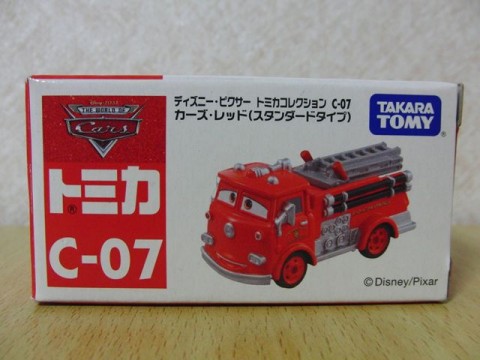 Disney·PIXAR
THE WORLD OF
Cars
トミカ®
C-07
ディズニー・ピクサー トミカコレクション C-07
カーズ・レッド(スタンダードタイプ)
TAKARA
TOMY®
©Disney/Pixar